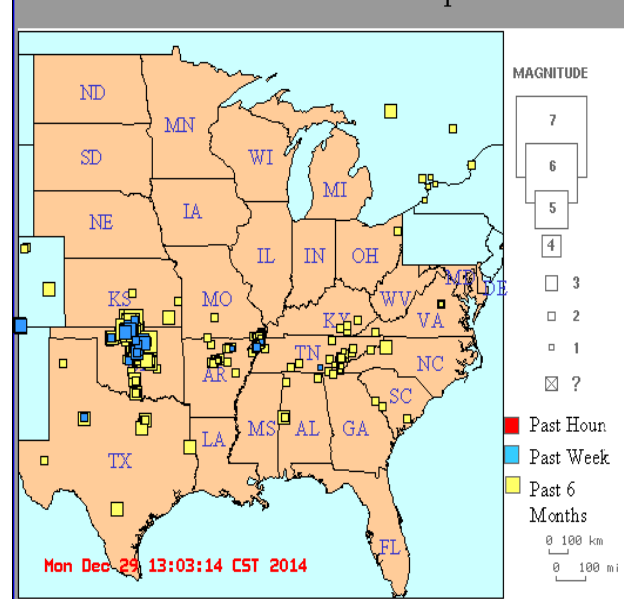 MAGNITUDE
7
6
5
4
3
2
1
?
Past Houn
Past Week
Past 6
Months
0 100 km
0 100 mi
ND
MN
SD
WI
MI
NE
IA
IL
IN
OH
KS
MO
KY
WV
VA
DE
TN
NC
AR
SC
MS
AL
GA
LA
TX
FL
Mon Dec 29 13:03:14 CST 2014